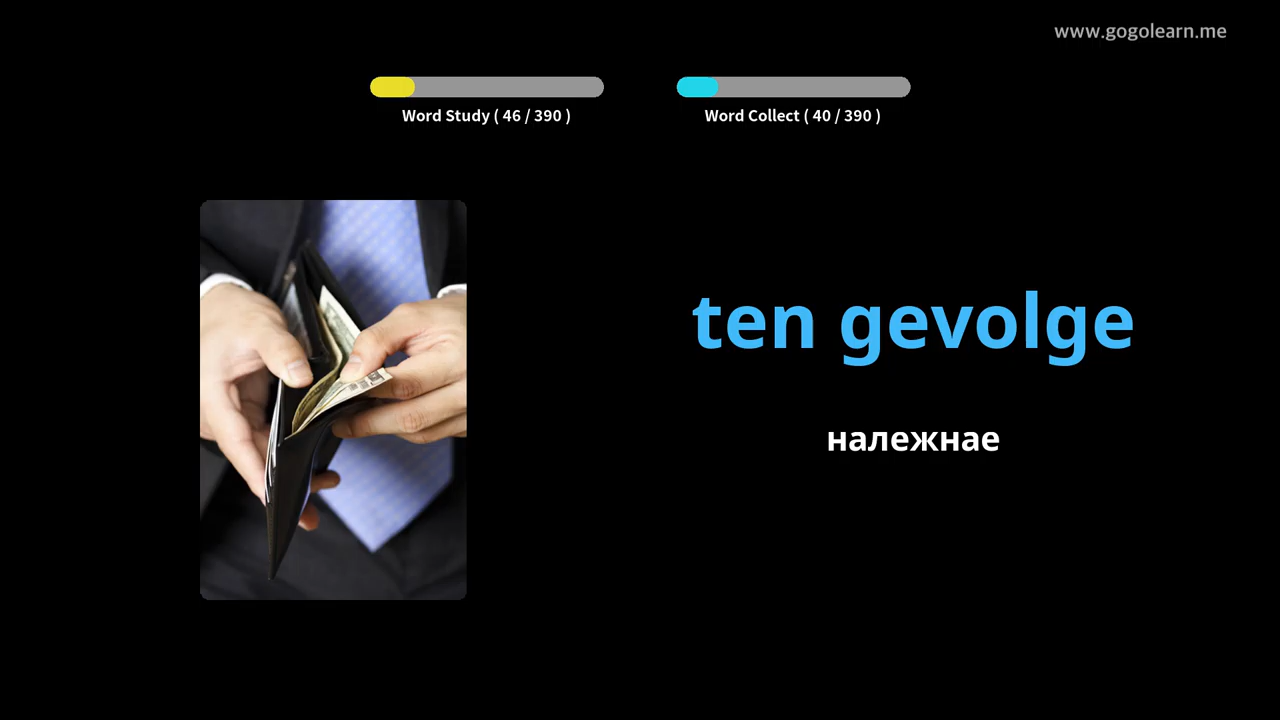 www.gogolearn.me
Word Study ( 46 / 390 )
Word Collect ( 40 / 390 )
ten gevolge
належнае